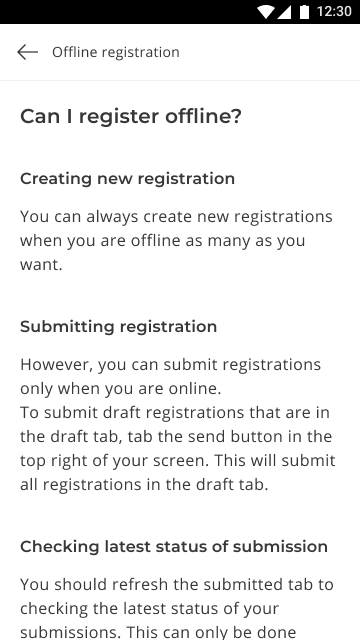 12:30
Offline registration
Can I register offline?
Creating new registration
You can always create new registrations
when you are offline as many as you
want.
Submitting registration
However, you can submit registrations
only when you are online.
To submit draft registrations that are in
the draft tab, tab the send button in the
top right of your screen. This will submit
all registrations in the draft tab.
Checking latest status of submission
You should refresh the submitted tab to
checking the latest status of your
submissions. This can only be done